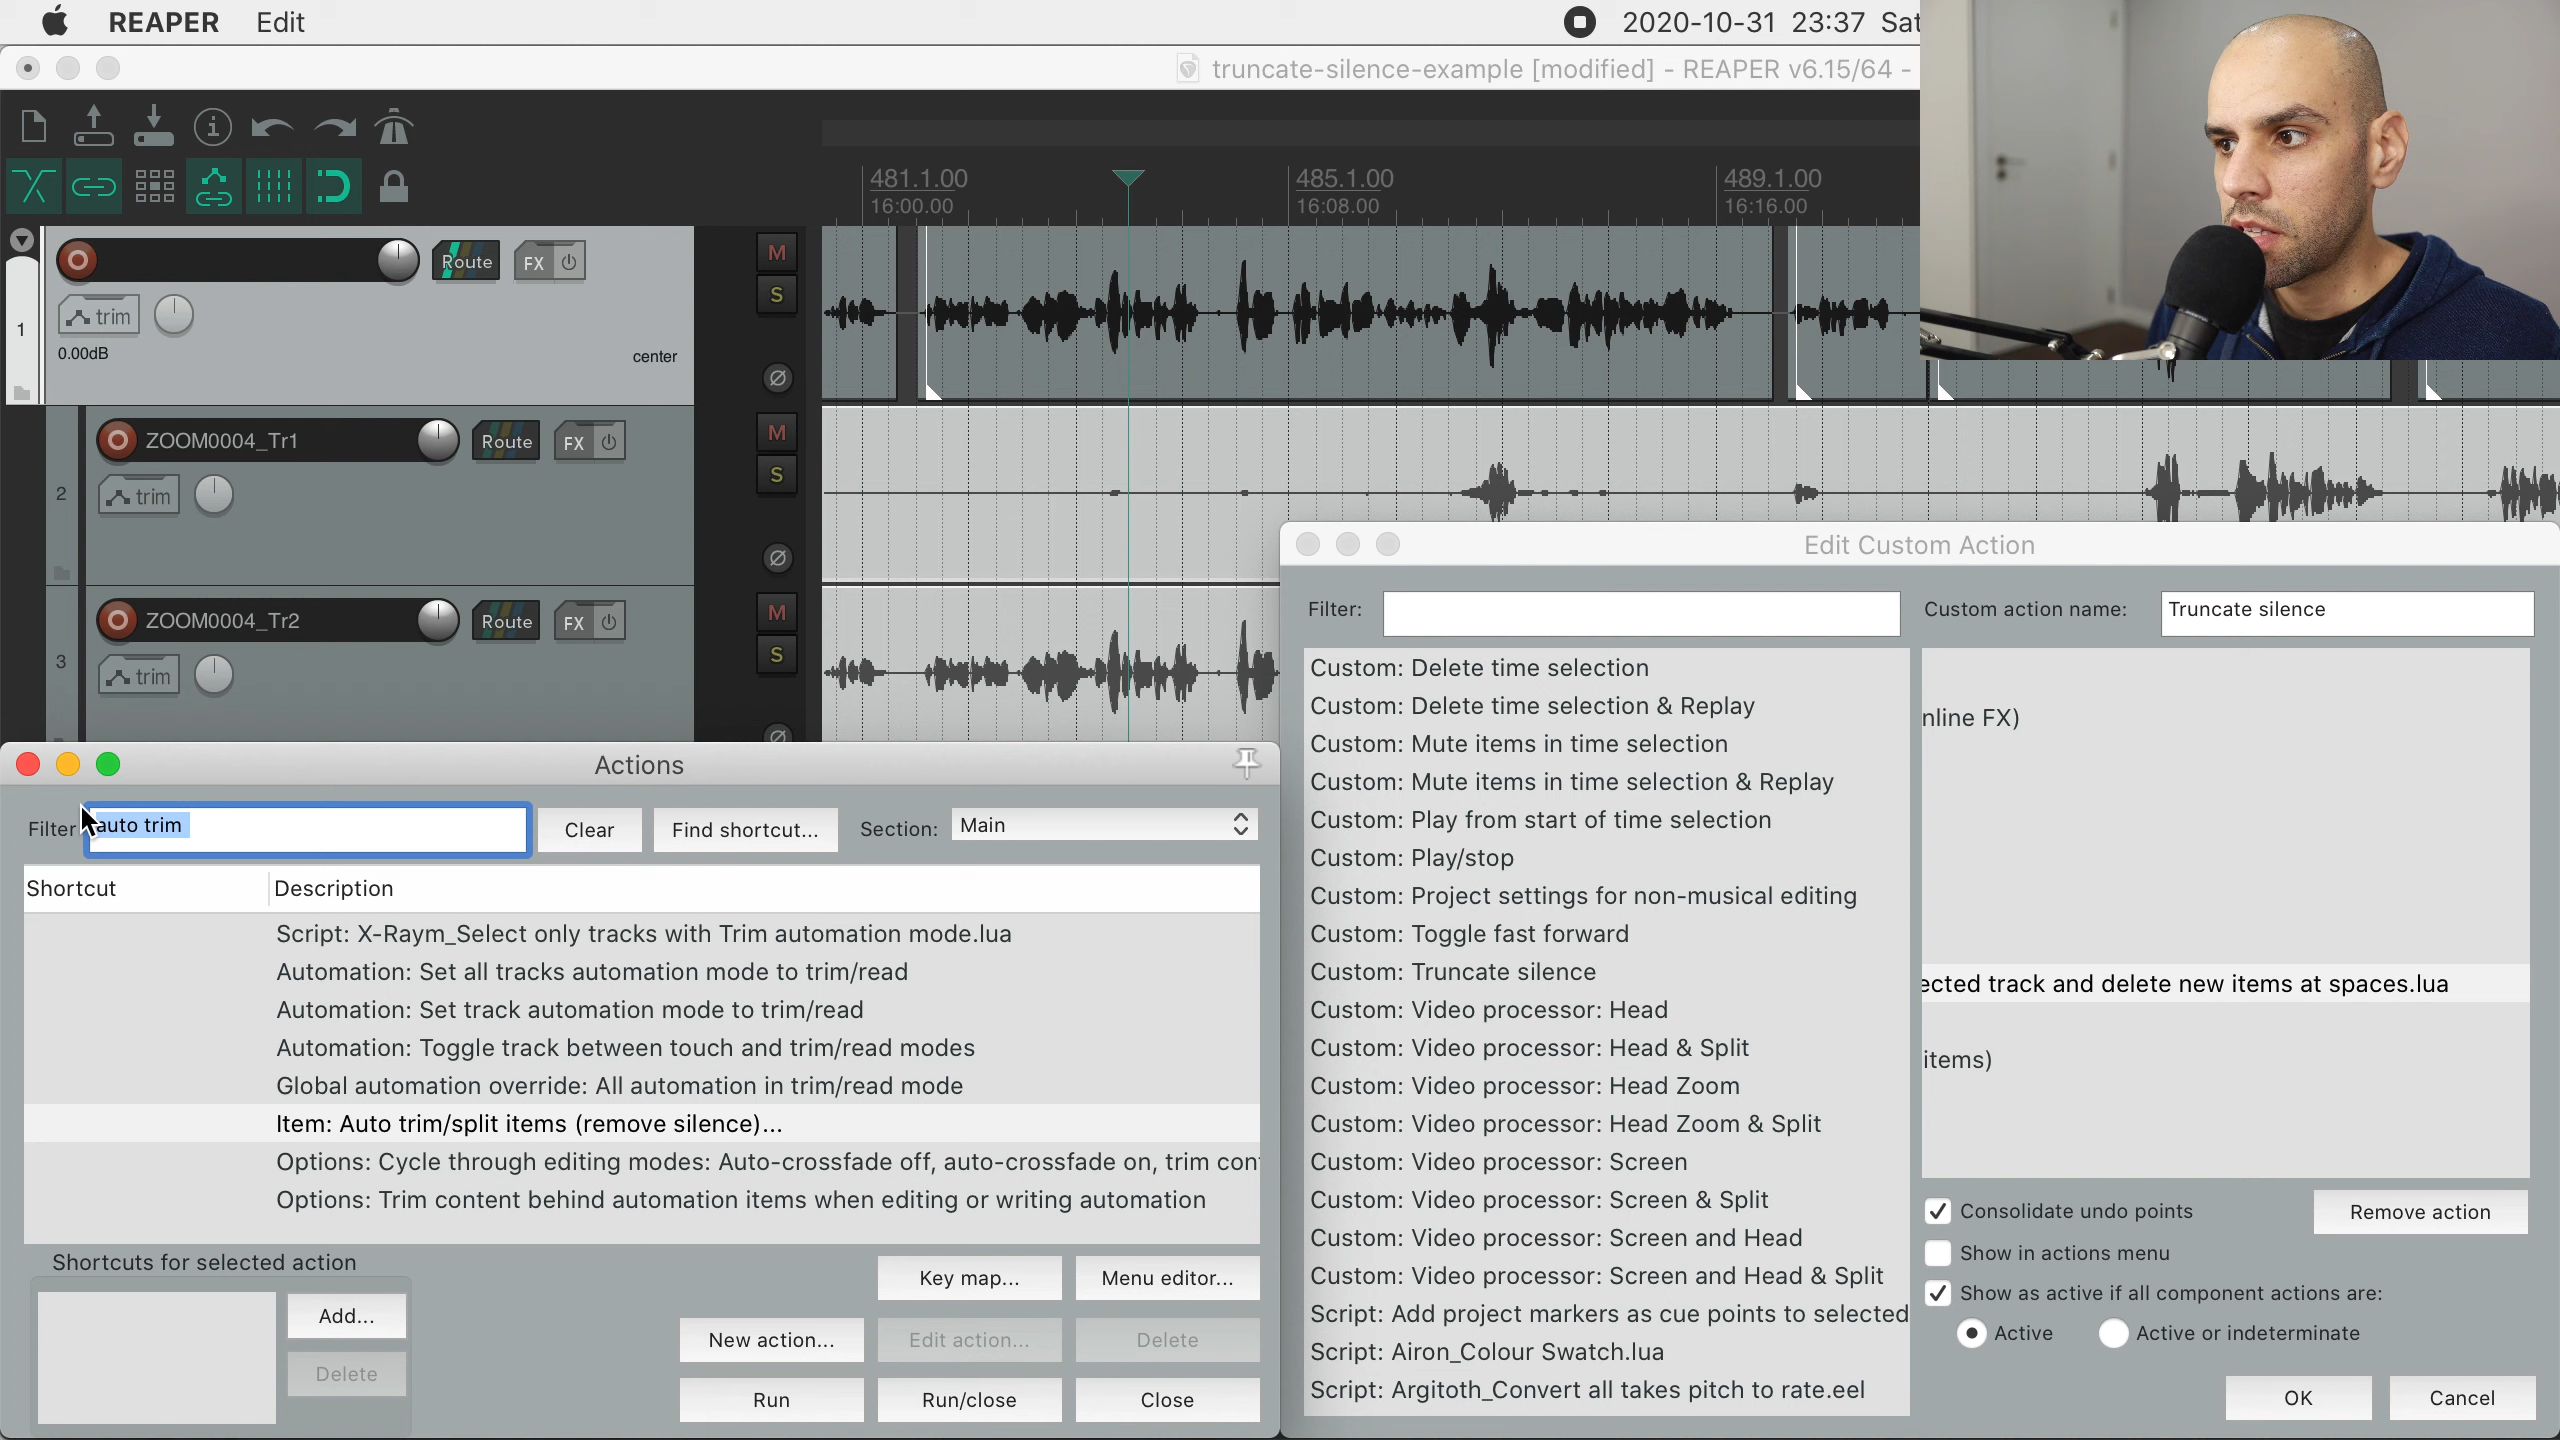 REAPER Edit
2020-10-31 23:37 Sat
truncate-silence-example [modified] - REAPER v6.15/64 -
481.1.00
16:00.00
485.1.00
16:08.00
489.1.00
16:16.00
1
Route
FX
M
S
trim
0.00dB
center
2
ZOOM0004_Tr1
Route
FX
M
S
trim
3
ZOOM0004_Tr2
Route
FX
M
S
trim
Actions
Filter
auto trim
Clear
Find shortcut...
Section:
Main
Shortcut
Description
Script: X-Raym_Select only tracks with Trim automation mode.lua
Automation: Set all tracks automation mode to trim/read
Automation: Set track automation mode to trim/read
Automation: Toggle track between touch and trim/read modes
Global automation override: All automation in trim/read mode
Item: Auto trim/split items (remove silence)...
Options: Cycle through editing modes: Auto-crossfade off, auto-crossfade on, trim con
Options: Trim content behind automation items when editing or writing automation
Shortcuts for selected action
Add...
Delete
Key map...
Menu editor...
New action...
Edit action...
Delete
Run
Run/close
Close
Edit Custom Action
Filter:
Custom action name:
Truncate silence
Custom: Delete time selection
Custom: Delete time selection & Replay
Custom: Mute items in time selection
Custom: Mute items in time selection & Replay
Custom: Play from start of time selection
Custom: Play/stop
Custom: Project settings for non-musical editing
Custom: Toggle fast forward
Custom: Truncate silence
Custom: Video processor: Head
Custom: Video processor: Head & Split
Custom: Video processor: Head Zoom
Custom: Video processor: Head Zoom & Split
Custom: Video processor: Screen
Custom: Video processor: Screen & Split
Custom: Video processor: Screen and Head
Custom: Video processor: Screen and Head & Split
Script: Add project markers as cue points to selected
Script: Airon_Colour Swatch.lua
Script: Argitoth_Convert all takes pitch to rate.eel
nline FX)
ected track and delete new items at spaces.lua
items)
Consolidate undo points
Remove action
Show in actions menu
Show as active if all component actions are:
Active
Active or indeterminate
OK
Cancel